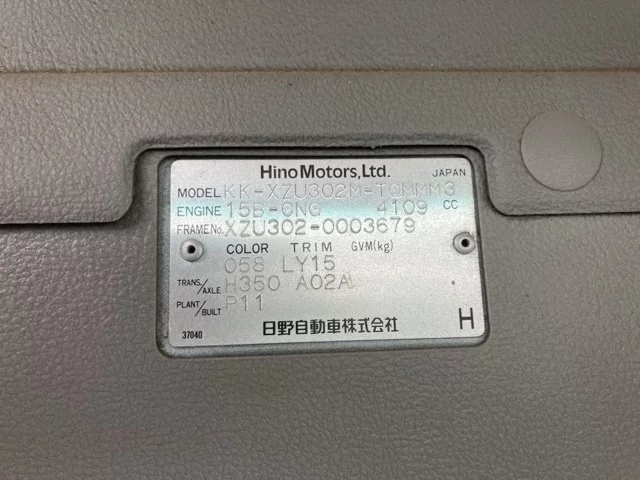 Hino Motors, Ltd. JAPAN
MODEL KK-XZU302M-TQMMM3
ENGINE 15B-CNG 4109 CC
FRAME No. XZU302-0003679
COLOR TRIM GVM(kg)
058 LY15
TRANS./AXLE H350 A02A
PLANT/BUILT P11
37040 日野自動車株式会社 H